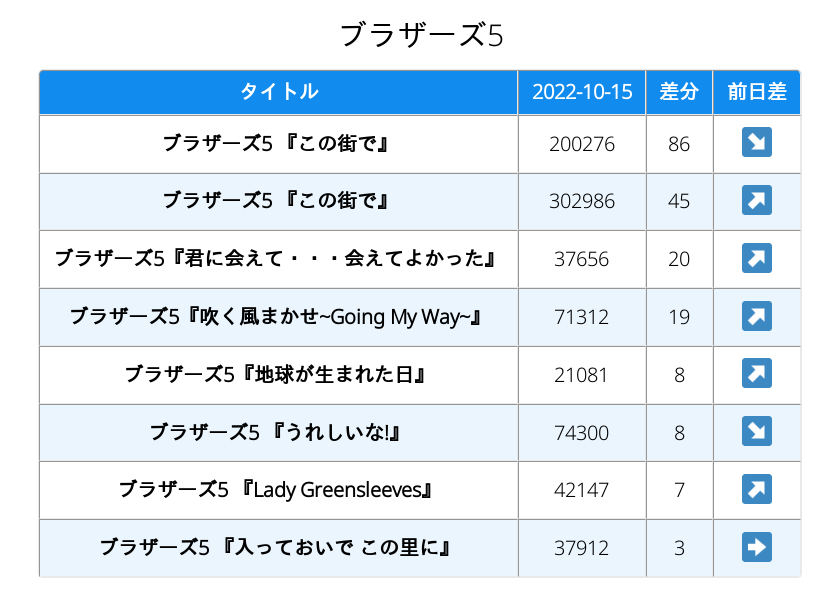 ブラザーズ5
タイトル 2022-10-15 差分 前日差
ブラザーズ5 『この街で』 200276 86 ↘
ブラザーズ5 『この街で』 302986 45 ↗
ブラザーズ5『君に会えて・・・会えてよかった』 37656 20 ↗
ブラザーズ5『吹く風まかせ~Going My Way~』 71312 19 ↗
ブラザーズ5『地球が生まれた日』 21081 8 ↗
ブラザーズ5 『うれしいな!』 74300 8 ↘
ブラザーズ5 『Lady Greensleeves』 42147 7 ↗
ブラザーズ5 『入っておいで この里に』 37912 3 ➡